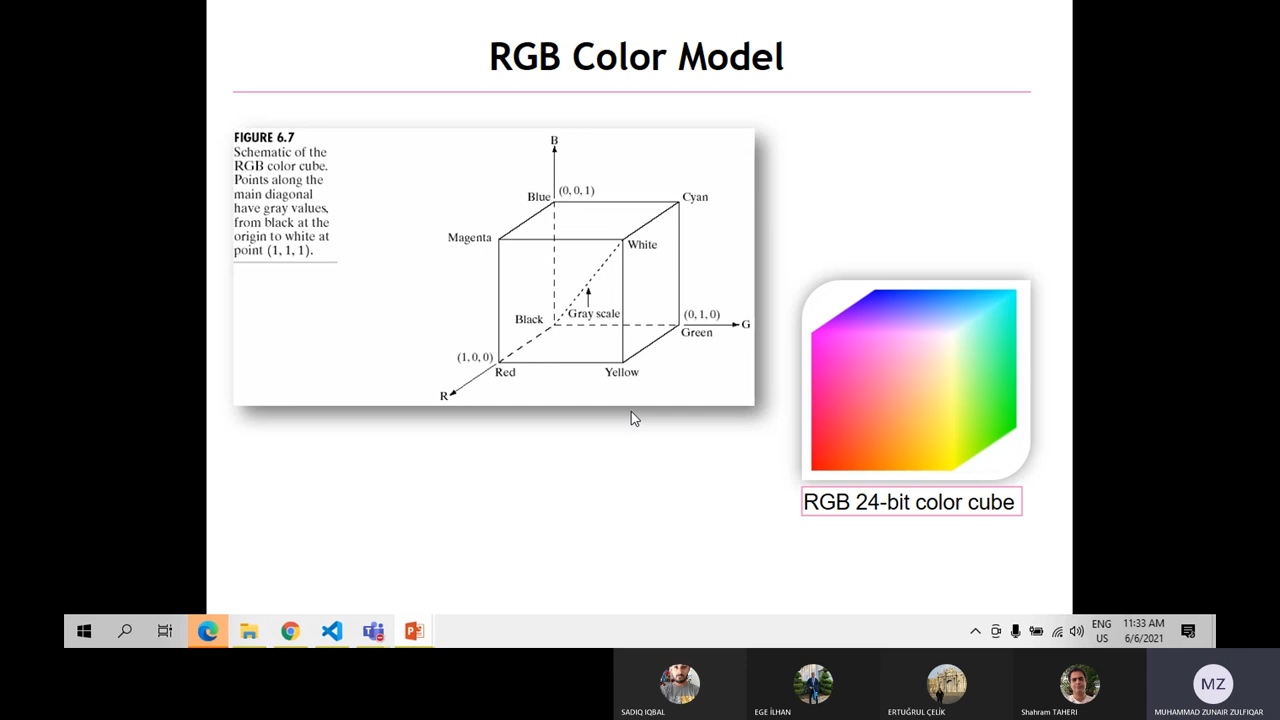 RGB Color Model
FIGURE 6.7
Schematic of the
RGB color cube.
Points along the
main diagonal
have gray values,
from black at the
origin to white at
point (1, 1, 1).
B
Blue
(0, 0, 1)
Cyan
Magenta
White
Black
Gray scale
(0, 1, 0)
G
Green
(1, 0, 0)
Red
Yellow
R
RGB 24-bit color cube
ENG
US
11:33 AM
6/6/2021
MZ
SADIQ IQBAL
EGE İLHAN
ERTUĞRUL ÇELİK
Shahram TAHERI
MUHAMMAD ZUNAIR ZULFIQAR